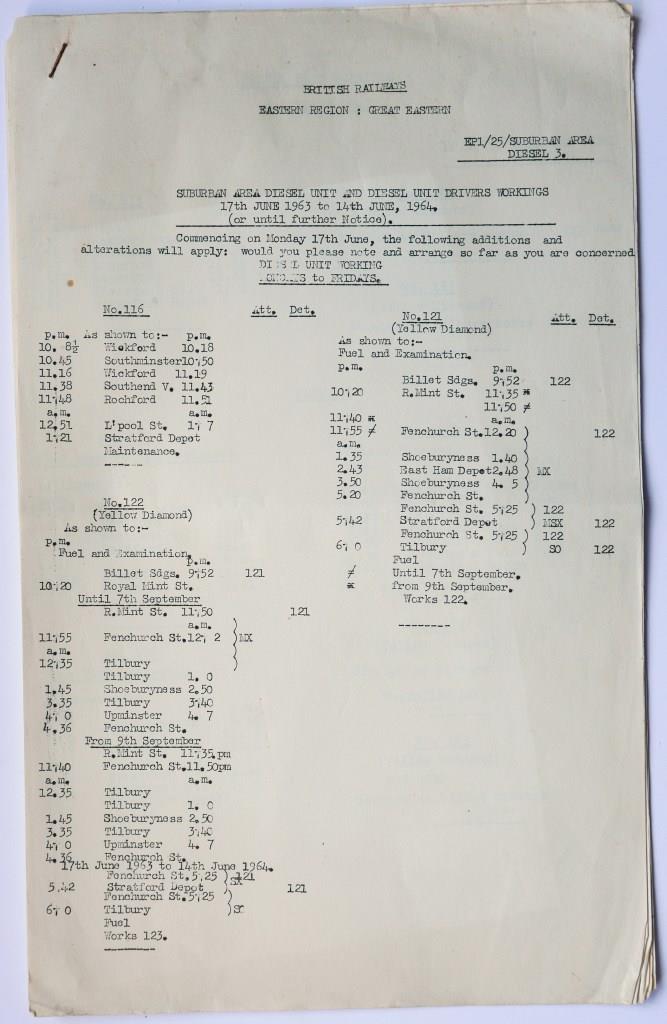 BRITISH RAILWAYS
EASTERN REGION : GREAT EASTERN
EP1/25/SUBURBAN AREA
DIESEL 3.
SUBURBAN AREA DIESEL UNIT AND DIESEL UNIT DRIVERS WORKINGS
17th JUNE 1963 to 14th JUNE, 1964.
(or until further Notice).
Commencing on Monday 17th June, the following additions and
alterations will apply: would you please note and arrange so far as you are concerned
DIESEL UNIT WORKING
MONDAYS to FRIDAYS.
No.116 Att. Det.
p.m. As shown to:- p.m.
10. 8½ Wickford 10.18
10.45 Southminster 10.50
11.16 Wickford 11.19
11.38 Southend V. 11.43
11.48 Rochford 11.51
a.m. a.m.
12.51 L'pool St. 1. 7
1.21 Stratford Depot
Maintenance.
-----
No.122
(Yellow Diamond)
As shown to:-
p.m.
Fuel and Examination.
p.m.
Billet Sdgs. 9.52 121
10.20 Royal Mint St.
Until 7th September
R.Mint St. 11.50 121
a.m.
11.55 Fenchurch St.12. 2 ) MX
a.m.
12.35 Tilbury )
Tilbury 1. 0
1.45 Shoeburyness 2.50
3.35 Tilbury 3.40
4. 0 Upminster 4. 7
4.36 Fenchurch St.
From 9th September
R.Mint St. 11.35.pm
11.40 Fenchurch St.11.50pm
a.m. a.m.
12.35 Tilbury
Tilbury 1. 0
1.45 Shoeburyness 2.50
3.35 Tilbury 3.40
4. 0 Upminster 4. 7
4.36 Fenchurch St.
17th June 1963 to 14th June 1964.
Fenchurch St.5.25 ) 121
5.42 Stratford Depot ) SX 121
Fenchurch St.5.25 )
6. 0 Tilbury ) SO
Fuel
Works 123.
--------
No.121 Att. Det.
(Yellow Diamond)
As shown to:-
Fuel and Examination.
p.m. p.m.
Billet Sdgs. 9.52 122
10.20 R.Mint St. 11.35 *
11.50 ≠
11.40 * a.m.
11.55 ≠ Fenchurch St.12.20 ) 122
a.m.
1.35 Shoeburyness 1.40 )
2.43 East Ham Depot 2.48 ) MX
3.50 Shoeburyness 4. 5 )
5.20 Fenchurch St. )
Fenchurch St. 5.25 ) 122
5.42 Stratford Depot ) MSX 122
Fenchurch St. 5.25 ) 122
6. 0 Tilbury ) SO 122
Fuel
≠ Until 7th September.
* from 9th September.
Works 122.
--------